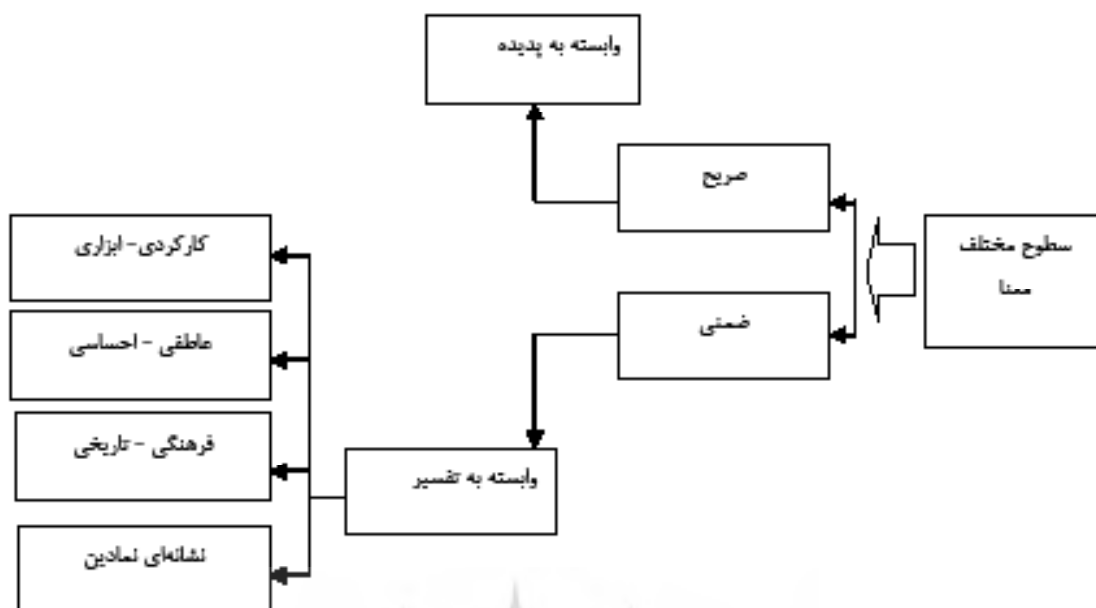 وابسته به پدیده
صریح
سطوح مختلف
معنا
ضمنی
کارکردی- ابزاری
عاطفی - احساسی
فرهنگی - تاریخی
وابسته به تفسیر
نشانه‌ای نمادین